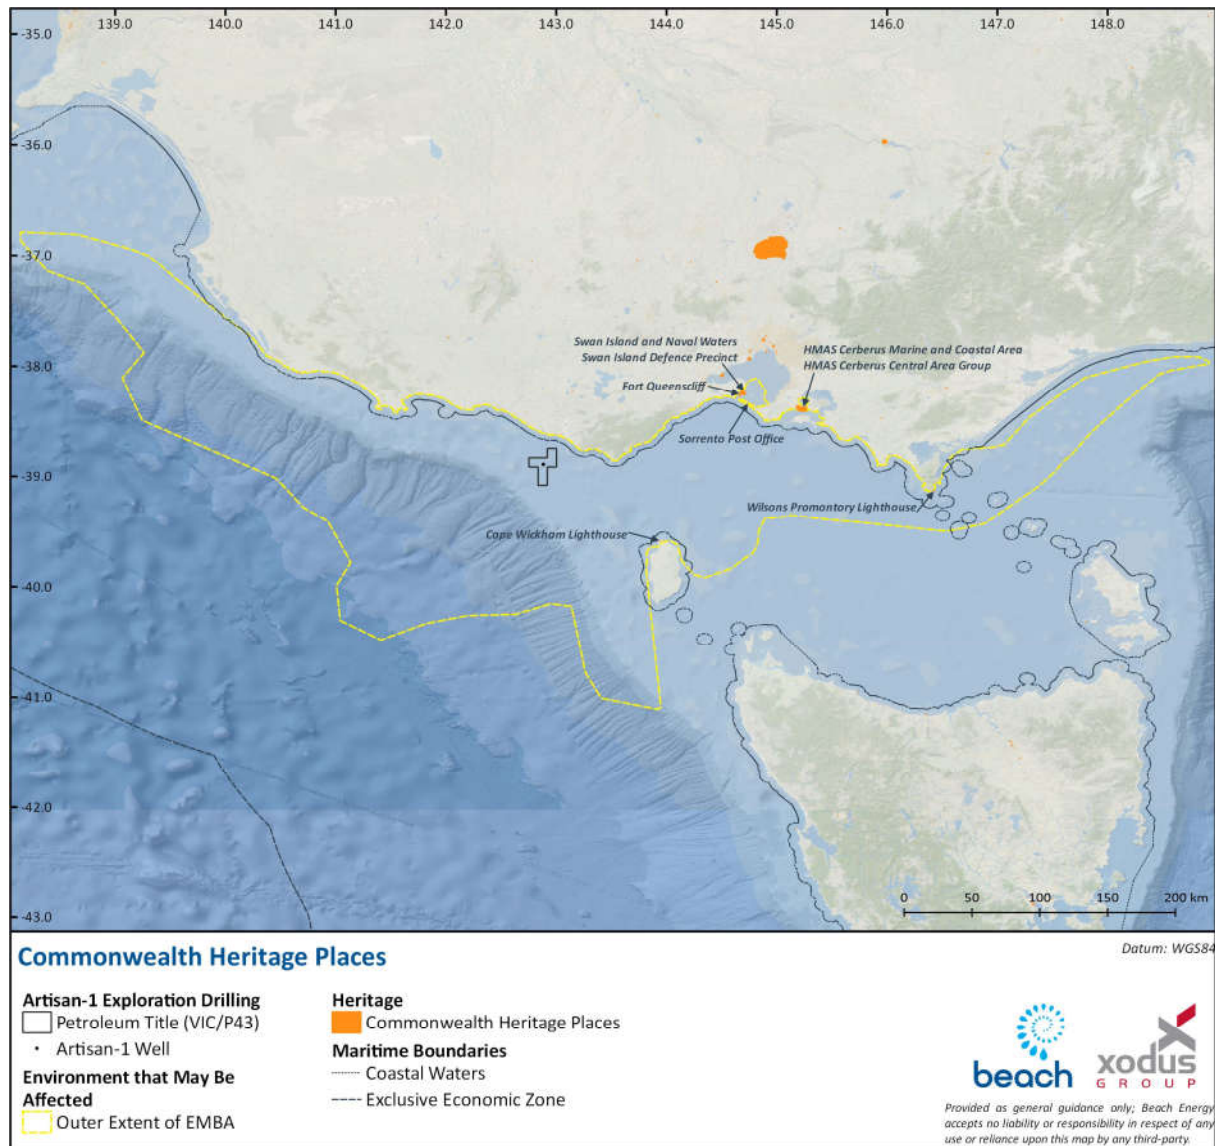 139.0 140.0 141.0 142.0 143.0 144.0 145.0 146.0 147.0 148.0
-35.0
-36.0
-37.0
-38.0
-39.0
-40.0
-41.0
-42.0
-43.0
Swan Island and Naval Waters
Swan Island Defence Precinct
Fort Queenscliff
HMAS Cerberus Marine and Coastal Area
HMAS Cerberus Central Area Group
Sorrento Post Office
Wilsons Promontory Lighthouse
Cape Wickham Lighthouse
0 50 100 150 200 km
Commonwealth Heritage Places
Datum: WGS84
Artisan-1 Exploration Drilling
Petroleum Title (VIC/P43)
Artisan-1 Well
Environment that May Be
Affected
Outer Extent of EMBA
Heritage
Commonwealth Heritage Places
Maritime Boundaries
Coastal Waters
Exclusive Economic Zone
beach
xodus
GROUP
Provided as general guidance only; Beach Energy
accepts no liability or responsibility in respect of any
use or reliance upon this map by any third-party.